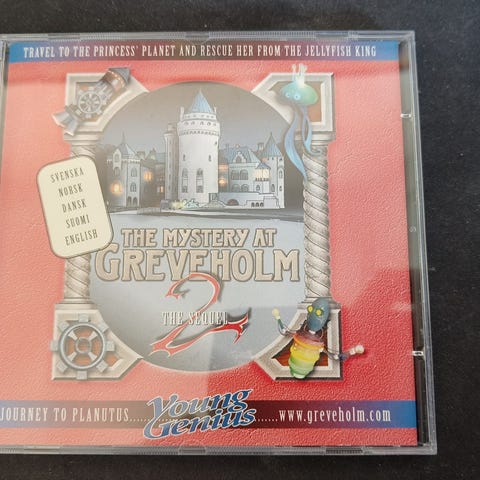 TRAVEL TO THE PRINCESS' PLANET AND RESCUE HER FROM THE JELLYFISH KING
SVENSKA
NORSK
DANSK
SUOMI
ENGLISH
THE MYSTERY AT
GREVEHOLM
2
THE SEQUEL
JOURNEY TO PLANUTUS......Young Genius......www.greveholm.com